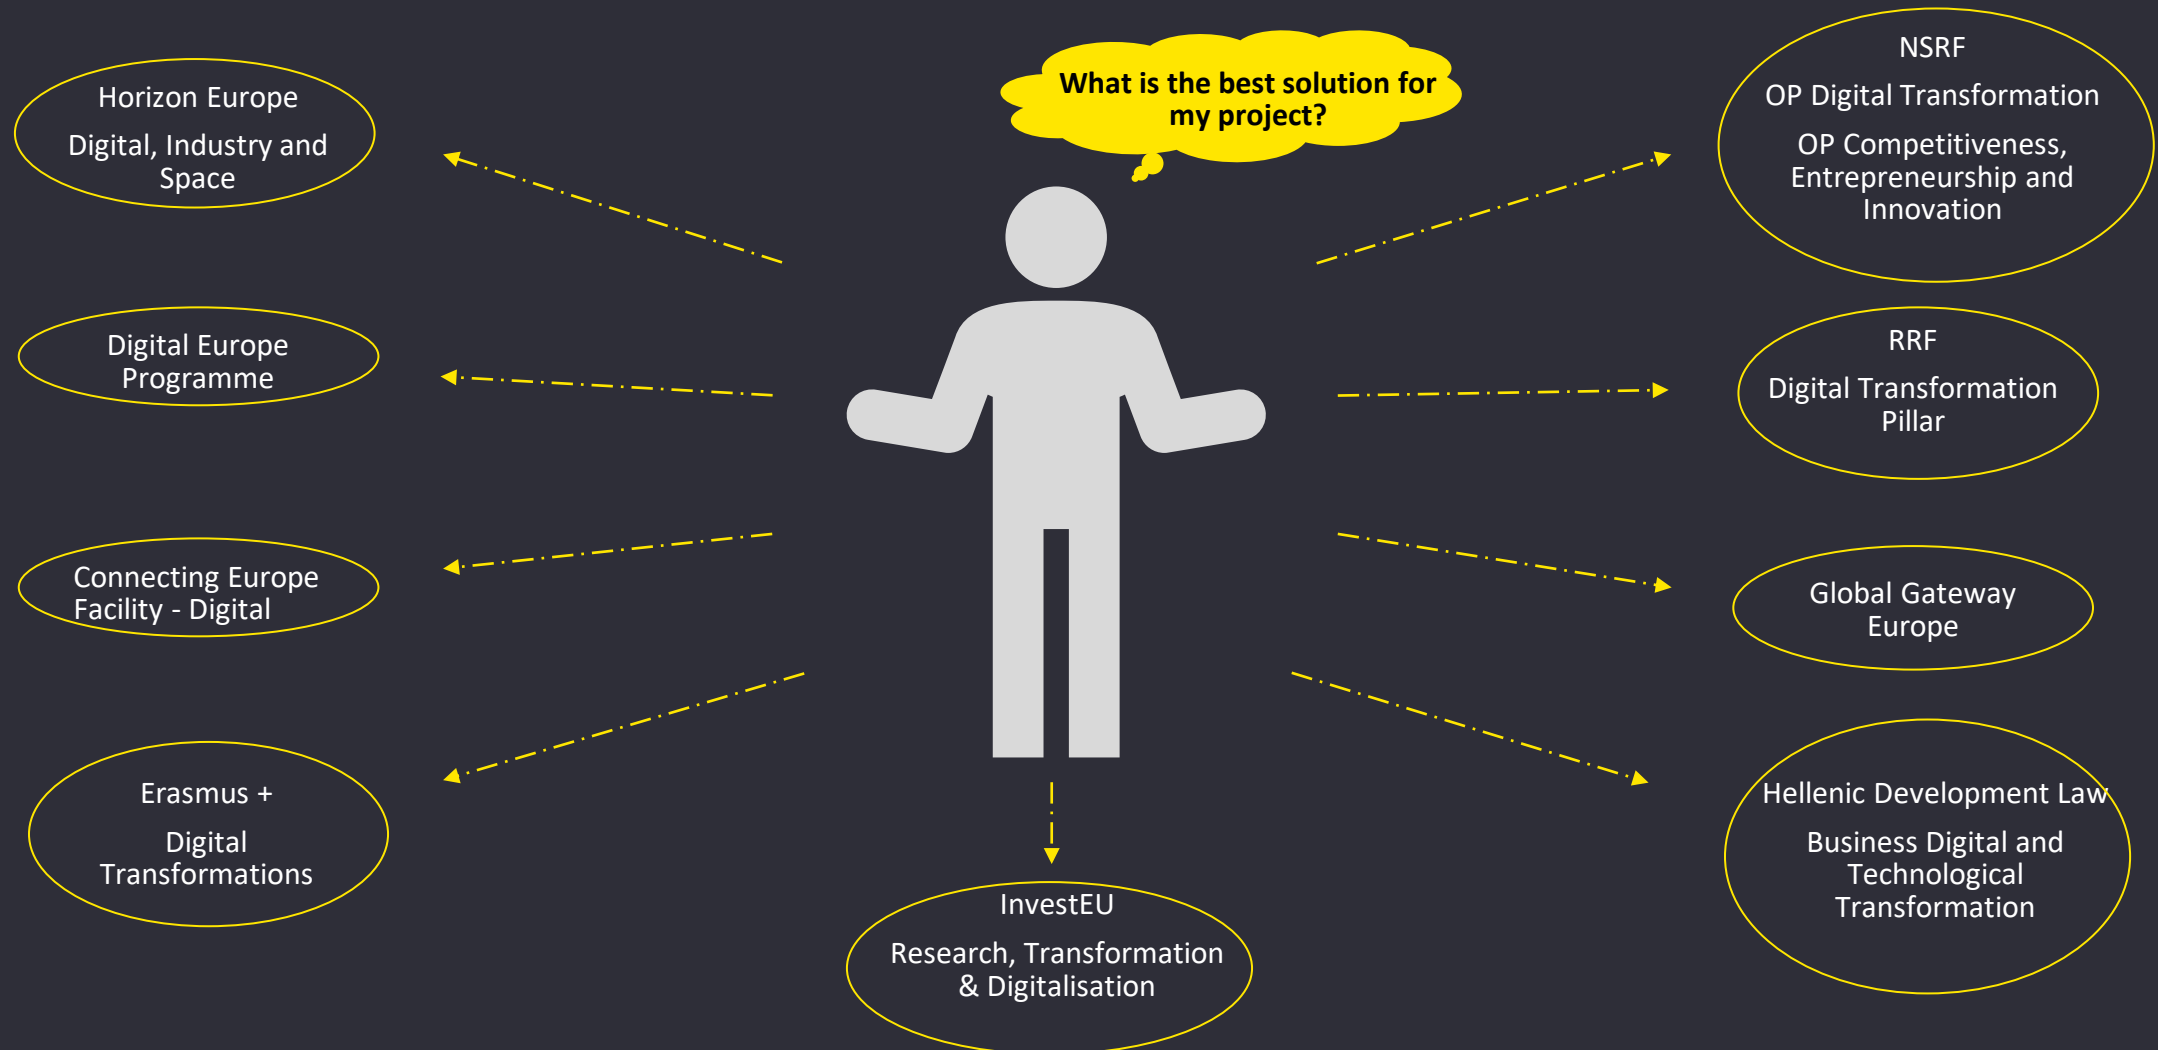 What is the best solution for
my project?
Horizon Europe
Digital, Industry and
Space
Digital Europe
Programme
Connecting Europe
Facility - Digital
Erasmus +
Digital
Transformations
InvestEU
Research, Transformation
& Digitalisation
NSRF
OP Digital Transformation
OP Competitiveness,
Entrepreneurship and
Innovation
RRF
Digital Transformation
Pillar
Global Gateway
Europe
Hellenic Development Law
Business Digital and
Technological
Transformation